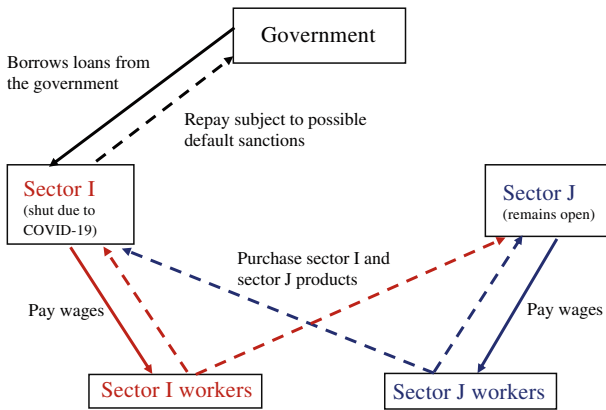 Government
Borrows loans from
the government
Repay subject to possible
default sanctions
Sector I
(shut due to
COVID-19)
Sector J
(remains open)
Purchase sector I and
sector J products
Pay wages
Pay wages
Sector I workers
Sector J workers